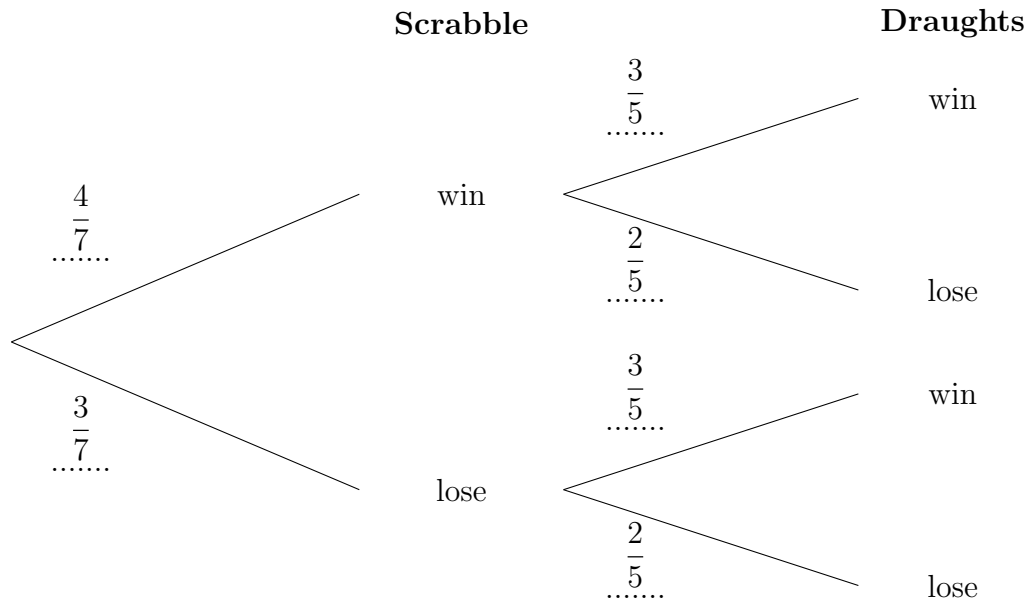 Scrabble Draughts
3/5
.......
win
4/7
.......
win
2/5
.......
lose
3/5
.......
win
3/7
.......
lose
2/5
.......
lose